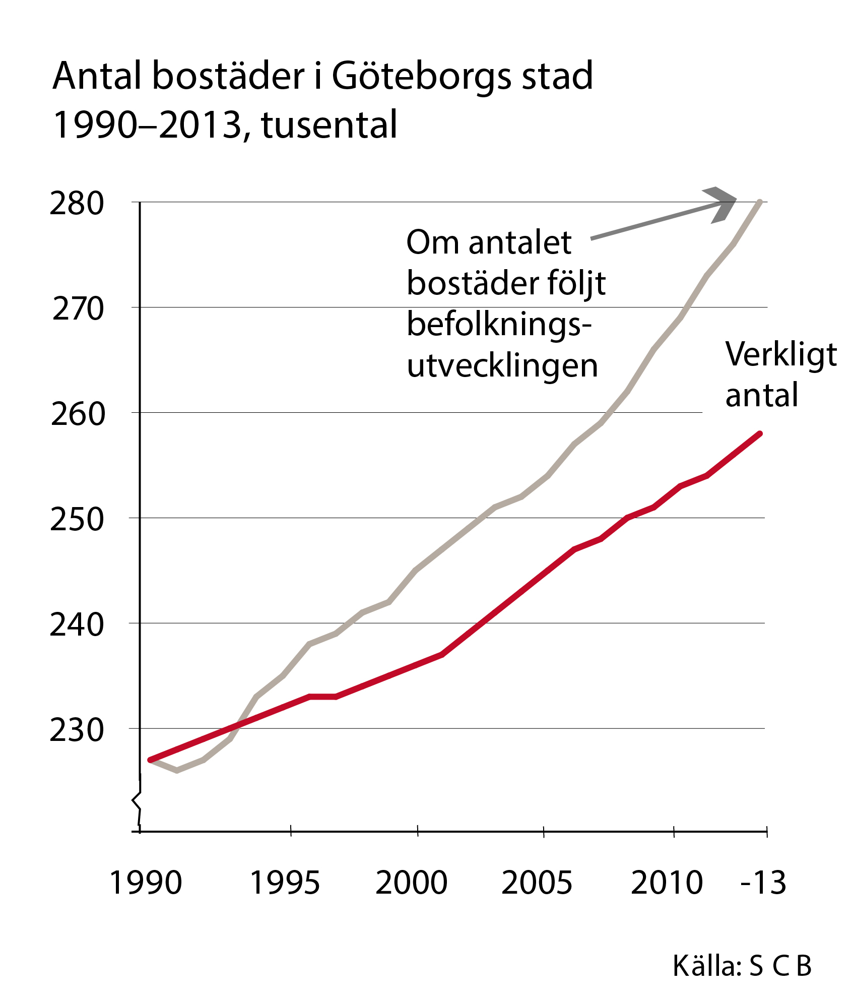 Antal bostäder i Göteborgs stad
1990–2013, tusental
280
Om antalet
bostäder följt
270
befolknings-
utvecklingen
Verkligt
antal
260
250
240
230
1990 1995 2000 2005 2010 -13
Källa: S C B